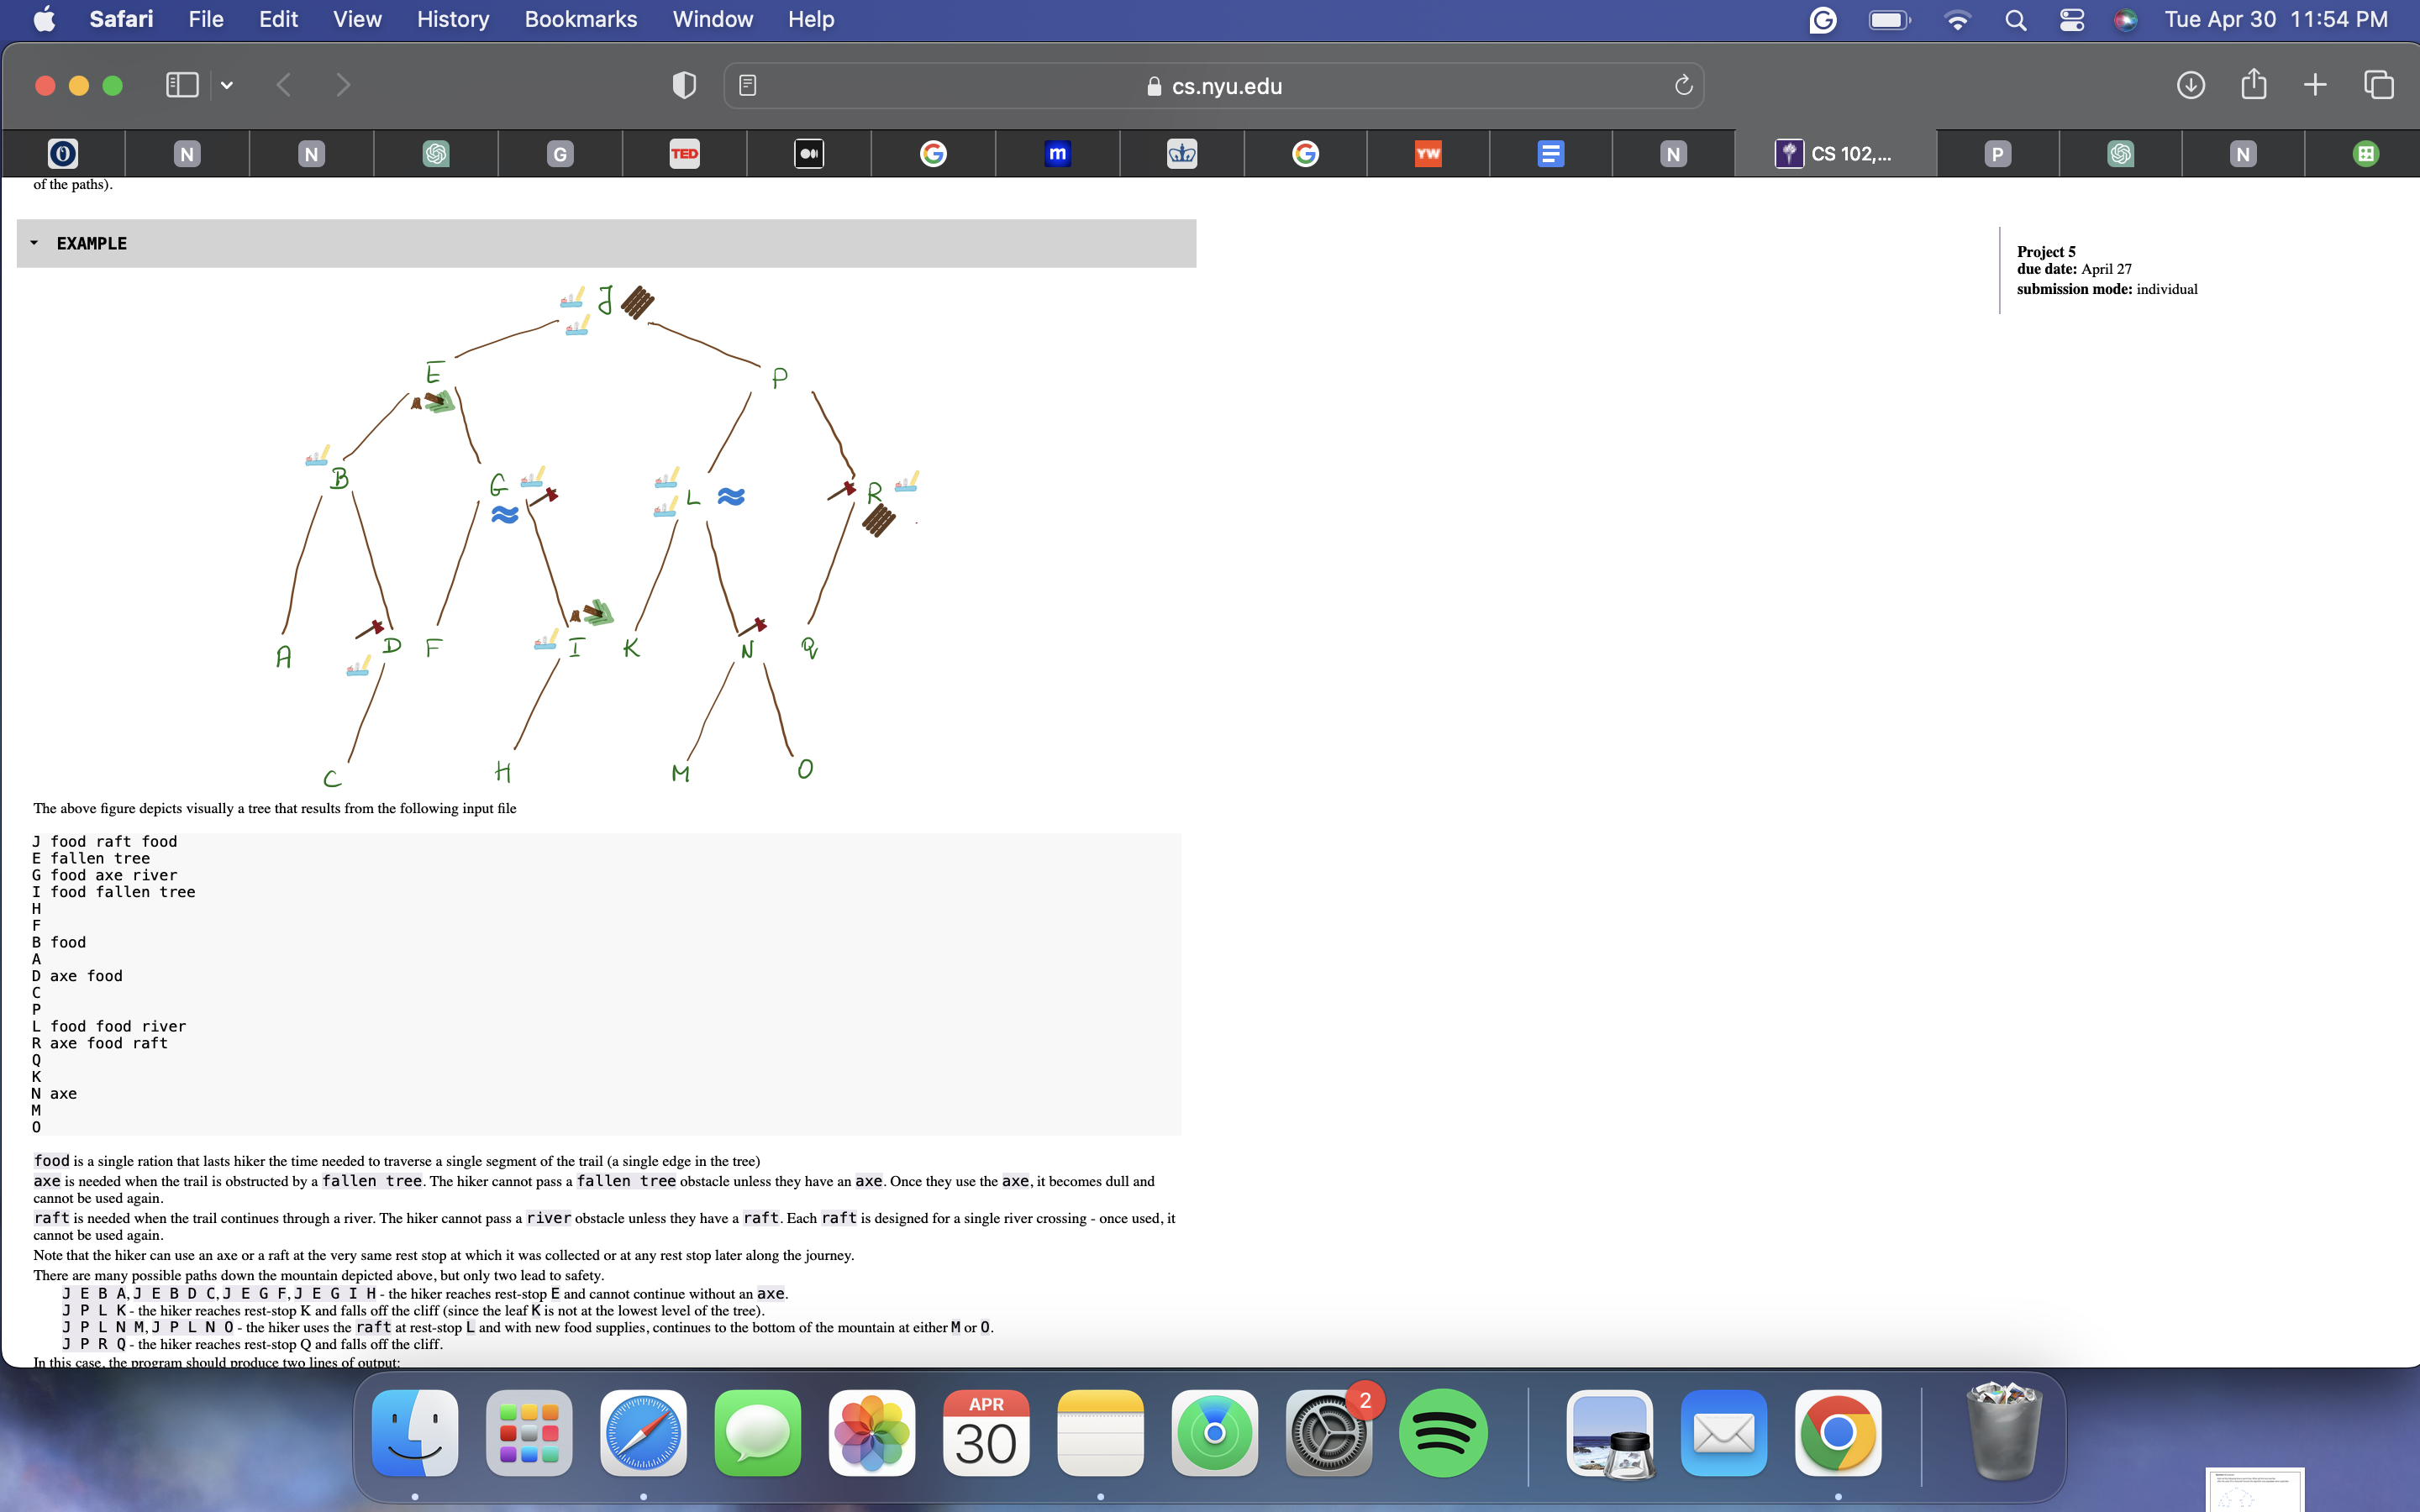 Safari File Edit View History Bookmarks Window Help Tue Apr 30 11:54 PM
cs.nyu.edu
N N G TED G m G YW N CS 102,... P N
of the paths).
EXAMPLE
Project 5
due date: April 27
submission mode: individual
J
E
P
B
G
L
R
A
D
F
I
K
N
Q
C
H
M
O
The above figure depicts visually a tree that results from the following input file
J food raft food
E fallen tree
G food axe river
I food fallen tree
H
F
B food
A
D axe food
C
P
L food food river
R axe food raft
Q
K
N axe
M
O
food is a single ration that lasts hiker the time needed to traverse a single segment of the trail (a single edge in the tree)
axe is needed when the trail is obstructed by a fallen tree. The hiker cannot pass a fallen tree obstacle unless they have an axe. Once they use the axe, it becomes dull and
cannot be used again.
raft is needed when the trail continues through a river. The hiker cannot pass a river obstacle unless they have a raft. Each raft is designed for a single river crossing - once used, it
cannot be used again.
Note that the hiker can use an axe or a raft at the very same rest stop at which it was collected or at any rest stop later along the journey.
There are many possible paths down the mountain depicted above, but only two lead to safety.
J E B A, J E B D C, J E G F, J E G I H - the hiker reaches rest-stop E and cannot continue without an axe.
J P L K - the hiker reaches rest-stop K and falls off the cliff (since the leaf K is not at the lowest level of the tree).
J P L N M, J P L N O - the hiker uses the raft at rest-stop L and with new food supplies, continues to the bottom of the mountain at either M or O.
J P R Q - the hiker reaches rest-stop Q and falls off the cliff.
In this case, the program should produce two lines of output:
APR
30
2